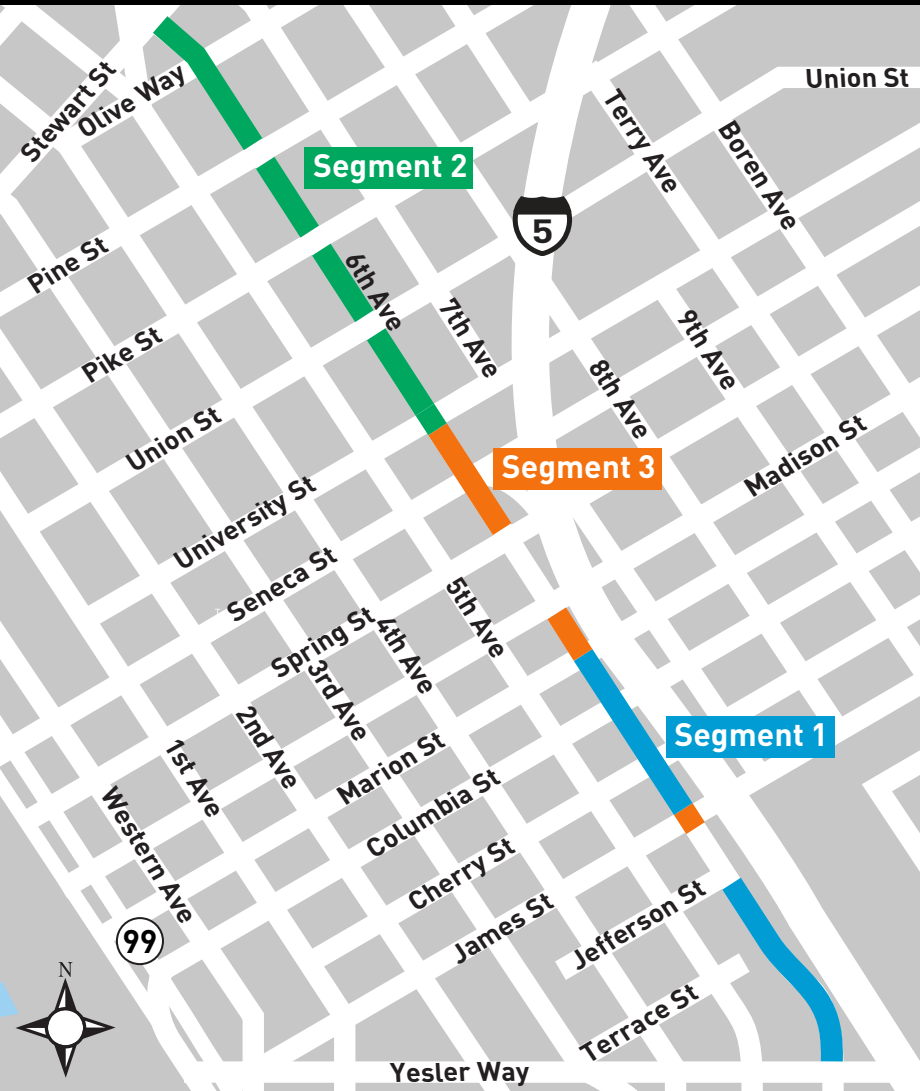 Union St
Stewart St
Olive Way
Terry Ave
Boren Ave
Segment 2
5
Pine St
6th Ave
7th Ave
Pike St
9th Ave
8th Ave
Union St
Madison St
Segment 3
University St
Seneca St
5th Ave
Spring St
4th Ave
3rd Ave
2nd Ave
1st Ave
Marion St
Segment 1
Columbia St
Western Ave
Cherry St
James St
Jefferson St
99
N
Terrace St
Yesler Way